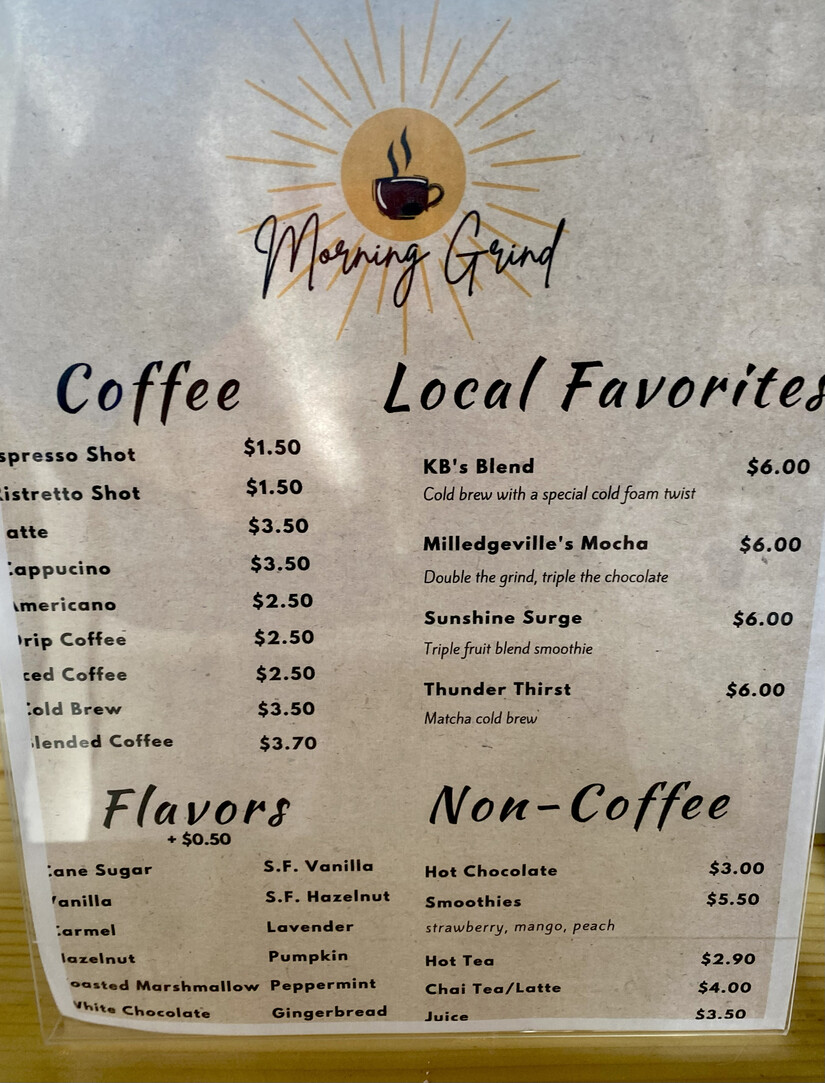 Morning Grind
Coffee
spresso Shot $1.50
istretto Shot $1.50
atte $3.50
appucino $3.50
mericano $2.50
rip Coffee $2.50
ced Coffee $2.50
old Brew $3.50
lended Coffee $3.70
Local Favorites
KB's Blend $6.00
Cold brew with a special cold foam twist
Milledgeville's Mocha $6.00
Double the grind, triple the chocolate
Sunshine Surge $6.00
Triple fruit blend smoothie
Thunder Thirst $6.00
Matcha cold brew
Flavors
+ $0.50
ane Sugar S.F. Vanilla
anilla S.F. Hazelnut
armel Lavender
azelnut Pumpkin
oasted Marshmallow Peppermint
White Chocolate Gingerbread
Non-Coffee
Hot Chocolate $3.00
Smoothies $5.50
strawberry, mango, peach
Hot Tea $2.90
Chai Tea/Latte $4.00
Juice $3.50